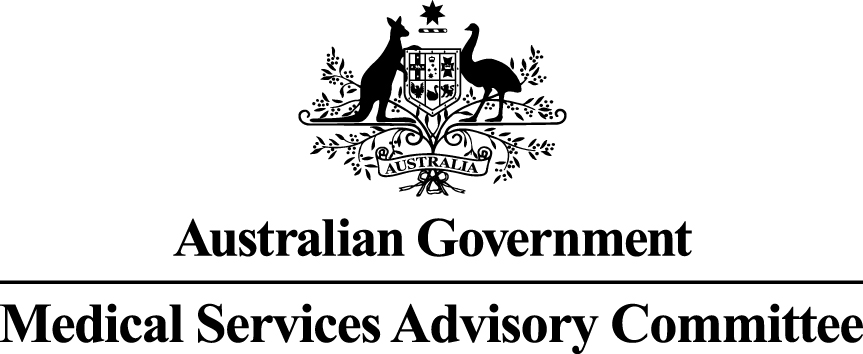 AUSTRALIA
Australian Government
Medical Services Advisory Committee